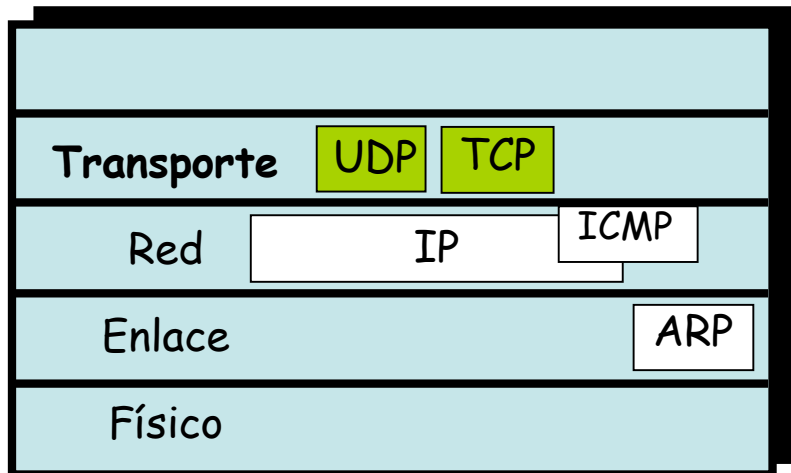 Transporte UDP TCP
Red IP ICMP
Enlace ARP
Físico